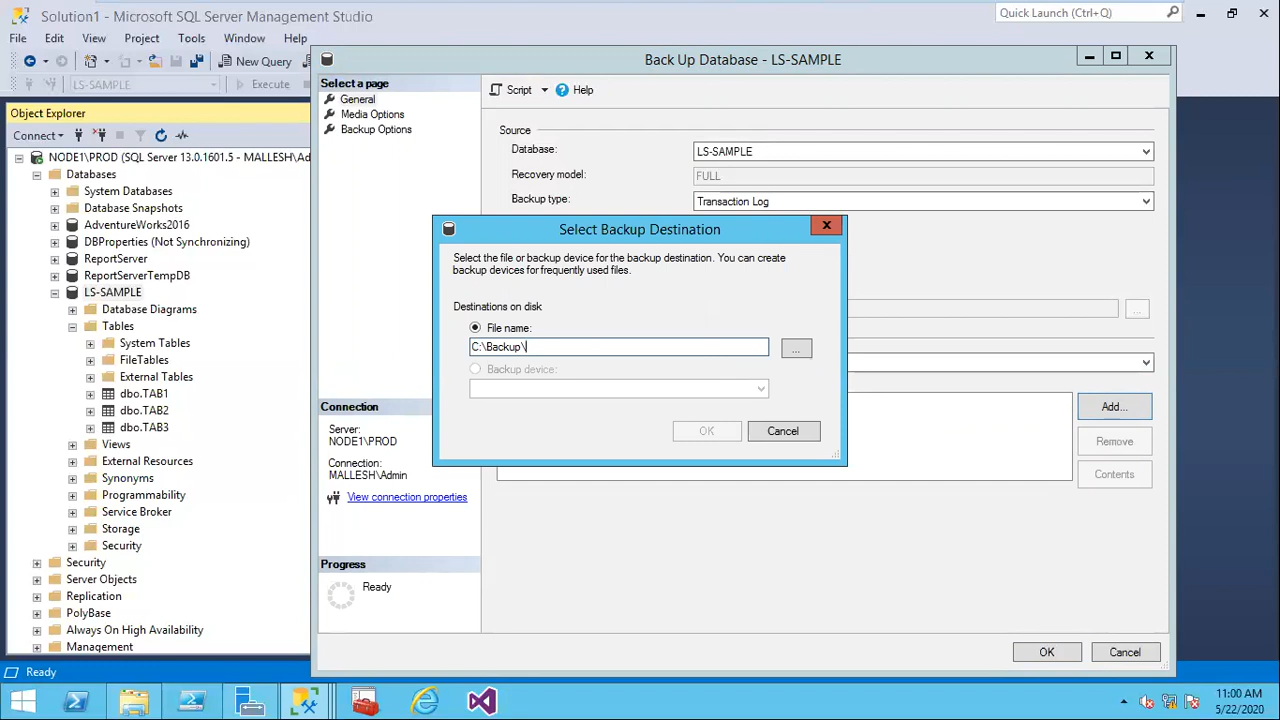 Solution1 - Microsoft SQL Server Management Studio
Quick Launch (Ctrl+Q)
File Edit View Project Tools Window Help
New Query
LS-SAMPLE Execute
Object Explorer
Connect
NODE1\PROD (SQL Server 13.0.1601.5 - MALLESH\Ad
Databases
System Databases
Database Snapshots
AdventureWorks2016
DBProperties (Not Synchronizing)
ReportServer
ReportServerTempDB
LS-SAMPLE
Database Diagrams
Tables
System Tables
FileTables
External Tables
dbo.TAB1
dbo.TAB2
dbo.TAB3
Views
External Resources
Synonyms
Programmability
Service Broker
Storage
Security
Security
Server Objects
Replication
PolyBase
Always On High Availability
Management
Back Up Database - LS-SAMPLE
Select a page
General
Media Options
Backup Options
Script Help
Source
Database: LS-SAMPLE
Recovery model: FULL
Backup type: Transaction Log
...
Add...
Remove
Contents
Connection
Server:
NODE1\PROD
Connection:
MALLESH\Admin
View connection properties
Progress
Ready
OK Cancel
Select Backup Destination
Select the file or backup device for the backup destination. You can create
backup devices for frequently used files.
Destinations on disk
File name:
C:\Backup\
...
Backup device:
OK Cancel
Ready
11:00 AM
5/22/2020